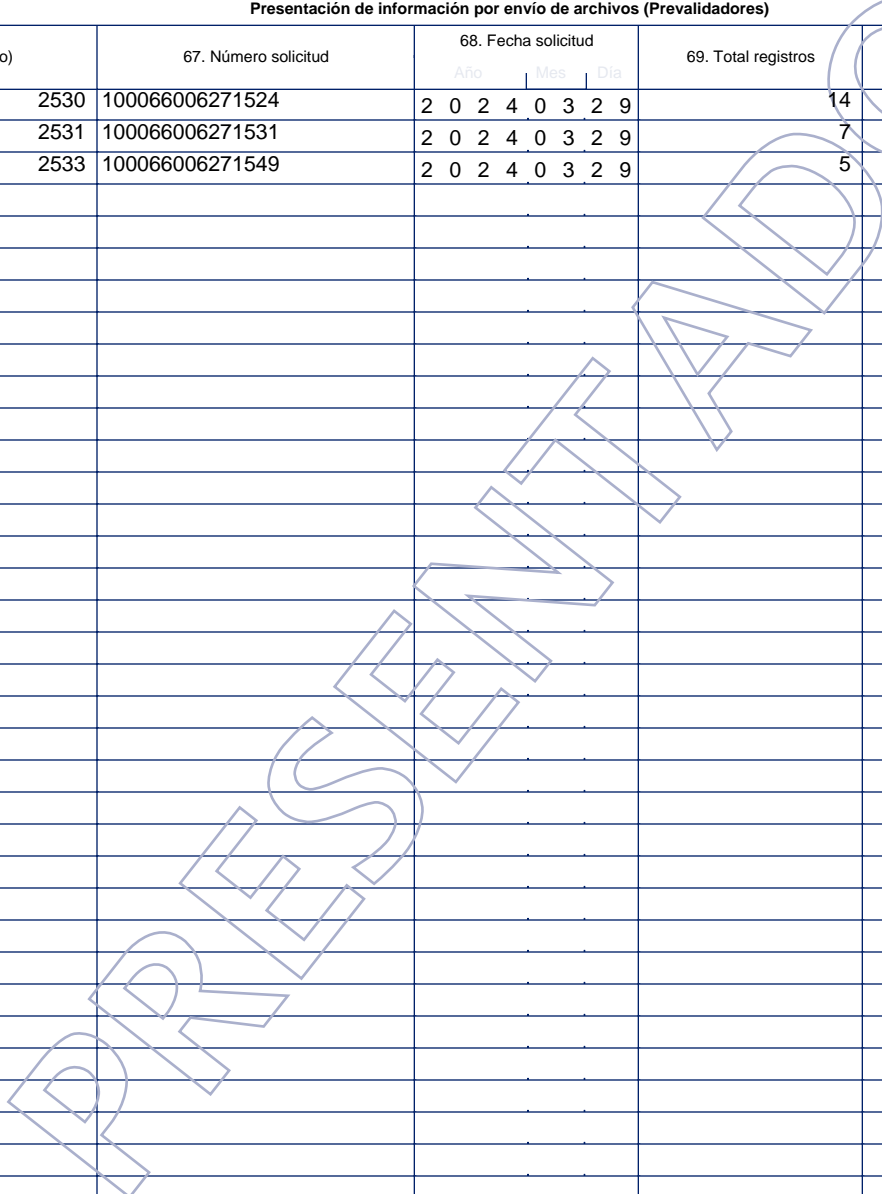 Presentación de información por envío de archivos (Prevalidadores)
o) 67. Número solicitud 68. Fecha solicitud 69. Total registros
Año Mes Día
2530 100066006271524 2 0 2 4 0 3 2 9 14
2531 100066006271531 2 0 2 4 0 3 2 9 7
2533 100066006271549 2 0 2 4 0 3 2 9 5
PRESENTADO